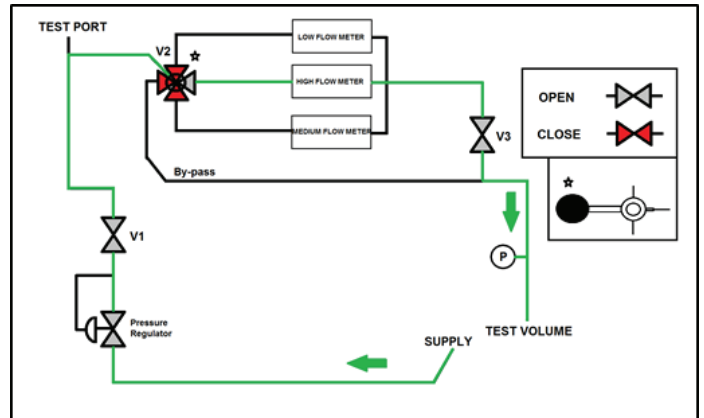 TEST PORT
V2
LOW FLOW METER
HIGH FLOW METER
MEDIUM FLOW METER
OPEN
CLOSE
V3
By-pass
V1
P
Pressure
Regulator
SUPPLY
TEST VOLUME